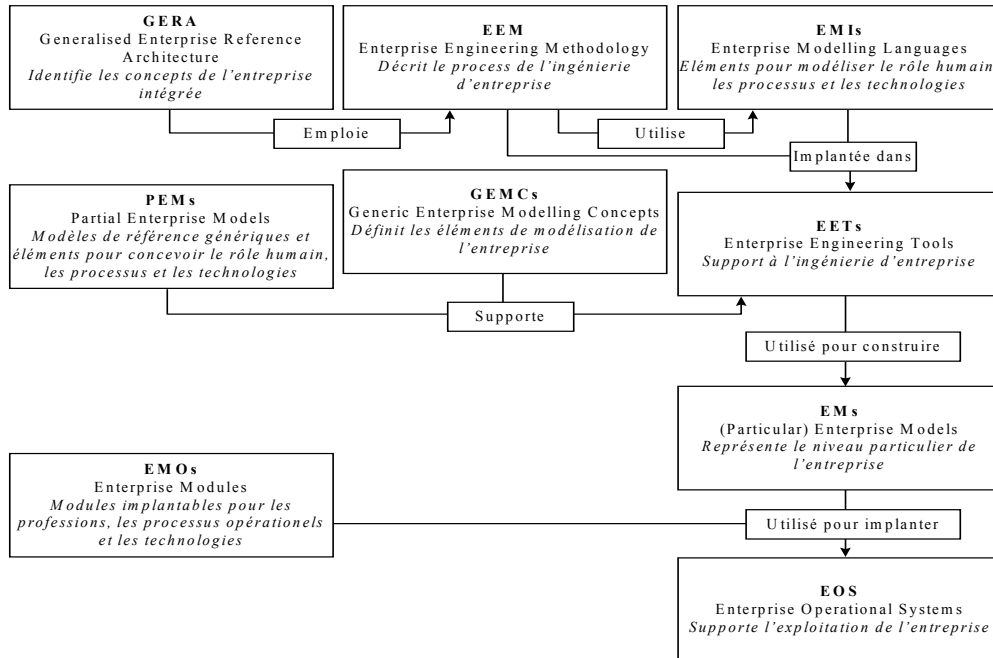 GERA
Generalised Enterprise Reference
Architecture
Identifie les concepts de l'entreprise
intégrée
EEM
Enterprise Engineering Methodology
Décrit le process de l'ingénierie
d'entreprise
EMIs
Enterprise Modelling Languages
Eléments pour modéliser le rôle humain,
les processus et les technologies
Emploie
Utilise
Implantée dans
PEMs
Partial Enterprise Models
Modèles de référence génériques et
éléments pour concevoir le rôle humain,
les processus et les technologies
GEMCs
Generic Enterprise Modelling Concepts
Définit les éléments de modélisation de
l'entreprise
EETs
Enterprise Engineering Tools
Support à l'ingénierie d'entreprise
Supporte
Utilisé pour construire
EMs
(Particular) Enterprise Models
Représente le niveau particulier de
l'entreprise
EMOs
Enterprise Modules
Modules implantables pour les
professions, les processus opérationels
et les technologies
Utilisé pour implanter
EOS
Enterprise Operational Systems
Supporte l'exploitation de l'entreprise